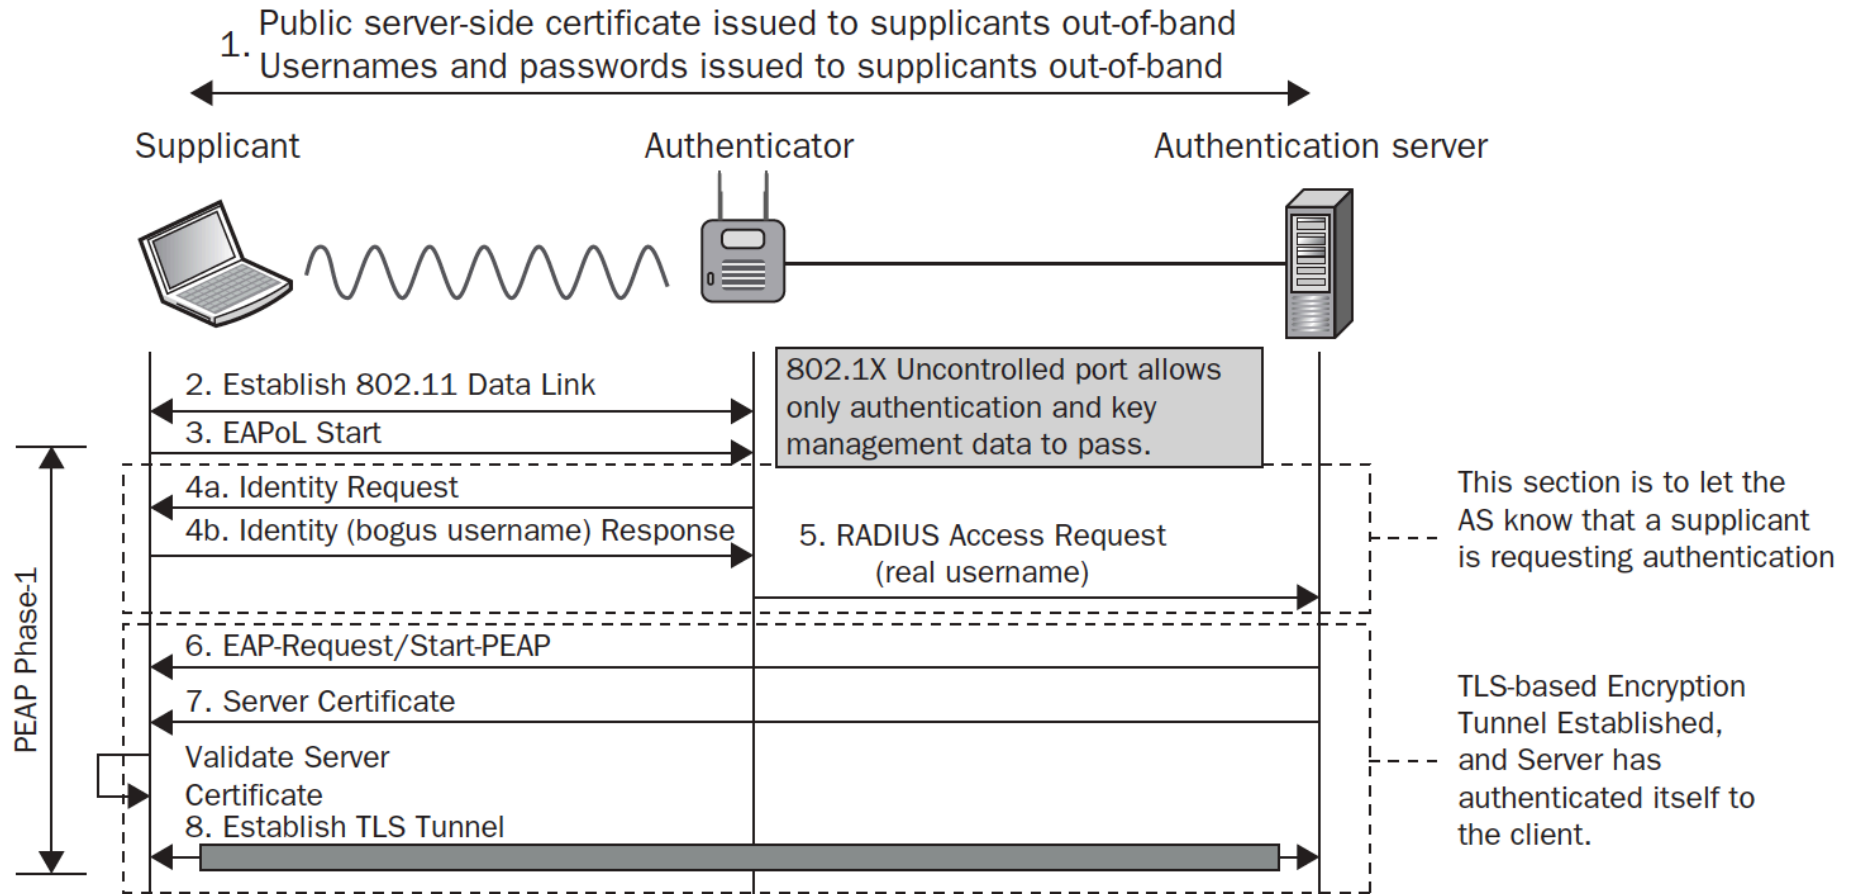 1. Public server-side certificate issued to supplicants out-of-band
Usernames and passwords issued to supplicants out-of-band
Supplicant
Authenticator
Authentication server
802.1X Uncontrolled port allows
only authentication and key
management data to pass.
2. Establish 802.11 Data Link
3. EAPoL Start
4a. Identity Request
4b. Identity (bogus username) Response
5. RADIUS Access Request
(real username)
This section is to let the
AS know that a supplicant
is requesting authentication
PEAP Phase-1
6. EAP-Request/Start-PEAP
7. Server Certificate
Validate Server
Certificate
8. Establish TLS Tunnel
TLS-based Encryption
Tunnel Established,
and Server has
authenticated itself to
the client.